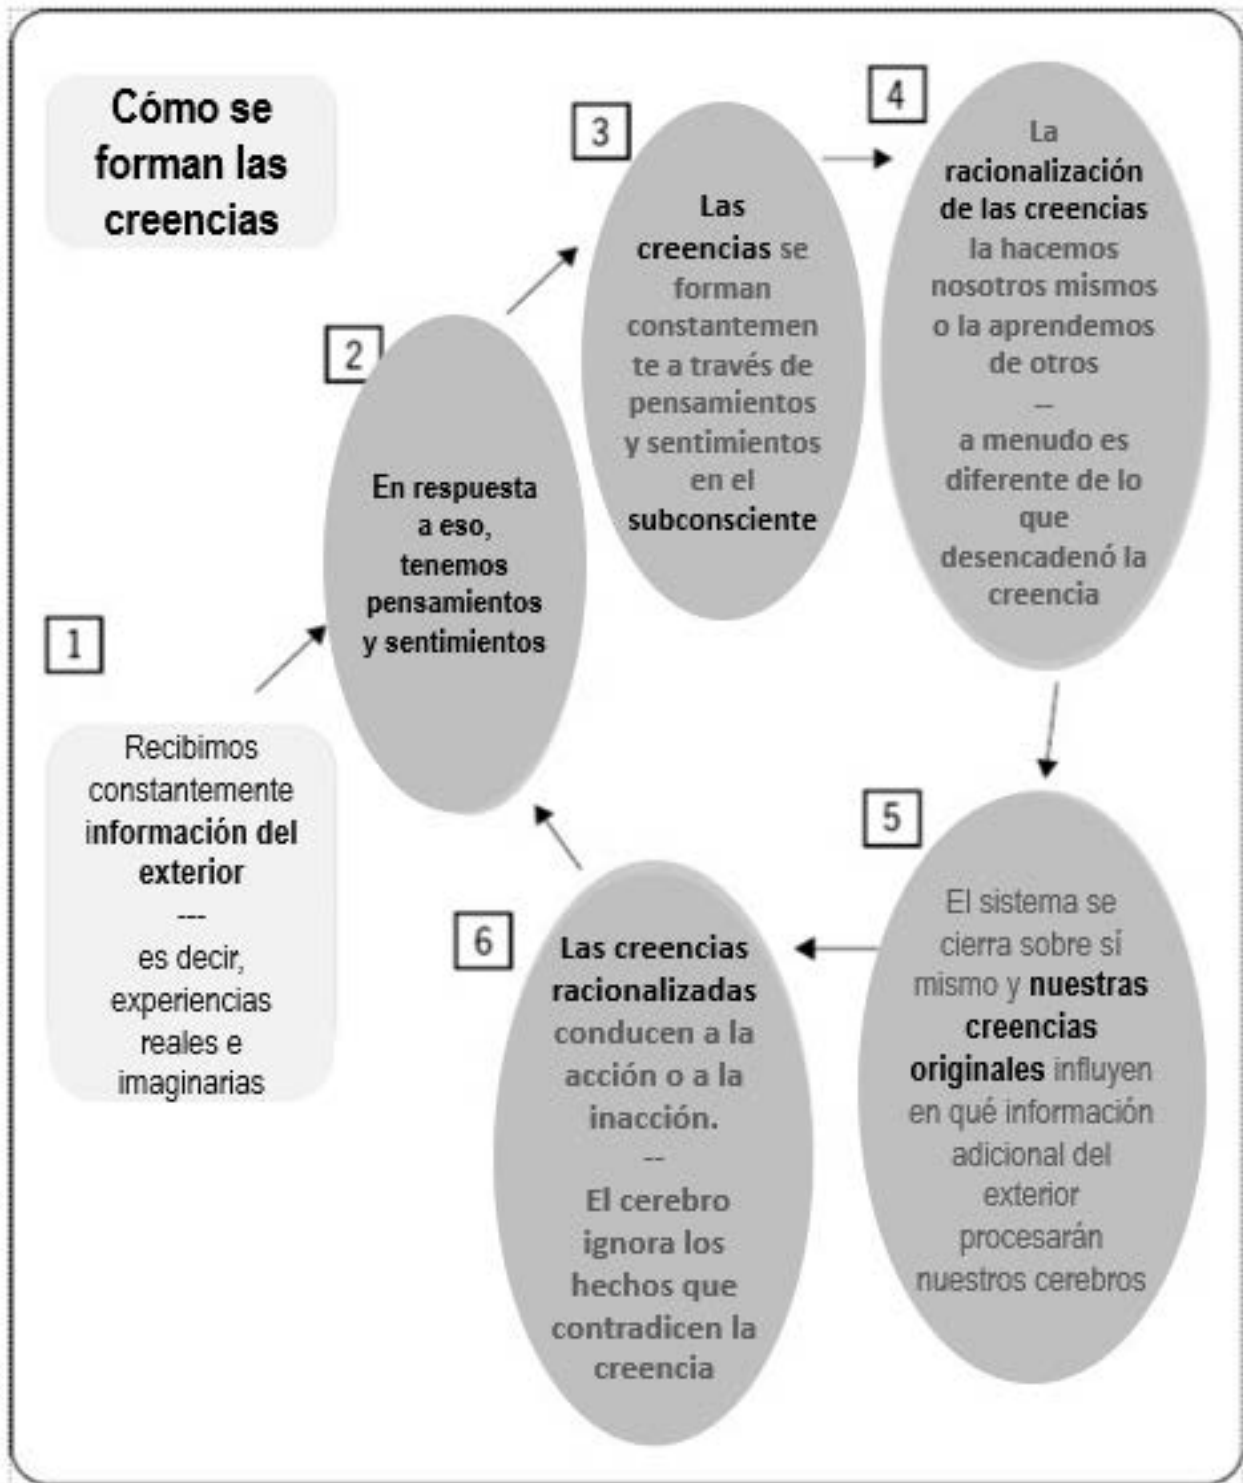 Cómo se
forman las
creencias
1
Recibimos
constantemente
información del
exterior
---
es decir,
experiencias
reales e
imaginarias
2
En respuesta
a eso,
tenemos
pensamientos
y sentimientos
3
Las
creencias se
forman
constantemen
te a través de
pensamientos
y sentimientos
en el
subconsciente
4
La
racionalización
de las creencias
la hacemos
nosotros mismos
o la aprendemos
de otros
--
a menudo es
diferente de lo
que
desencadenó la
creencia
5
El sistema se
cierra sobre sí
mismo y nuestras
creencias
originales influyen
en qué información
adicional del
exterior
procesarán
nuestros cerebros
6
Las creencias
racionalizadas
conducen a la
acción o a la
inacción.
--
El cerebro
ignora los
hechos que
contradicen la
creencia